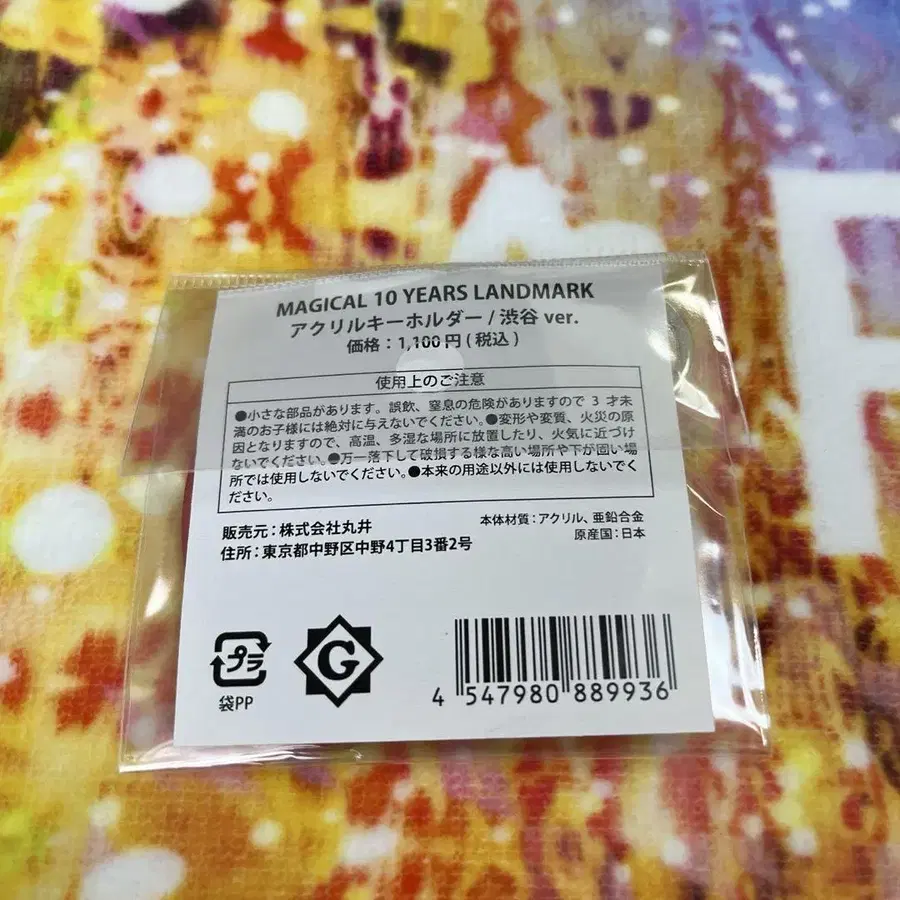 MAGICAL 10 YEARS LANDMARK
アクリルキーホルダー / 渋谷 ver.
価格：1,100円 ( 税込 )
使用上のご注意
●小さな部品があります。誤飲、窒息の危険がありますので 3 才未
満のお子様には絶対に与えないでください。●変形や変質、火災の原
因となりますので、高温、多湿な場所に放置したり、火気に近づけ
ないでください。●万一落下して破損する様な高い場所や下が固い場
所では使用しないでください。●本来の用途以外には使用しないでく
ださい。
販売元：株式会社丸井
住所：東京都中野区中野4丁目3番2号
本体材質：アクリル、亜鉛合金
原産国：日本
プラ
袋PP
G
4 547980 889936